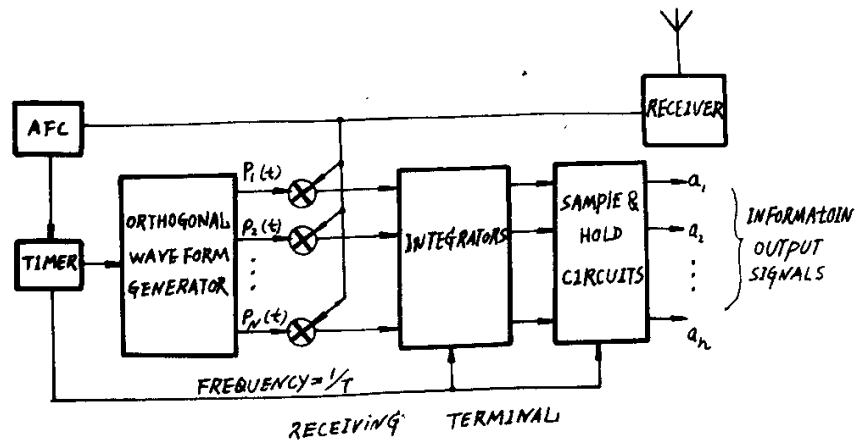 AFC
RECEIVER
TIMER
ORTHOGONAL
WAVE FORM
GENERATOR
P₁(t)
P₂(t)
⋮
P_N(t)
INTEGRATORS
SAMPLE &
HOLD
CIRCUITS
a₁
a₂
⋮
aₙ
INFORMATOIN
OUTPUT
SIGNALS
FREQUENCY=1/T
RECEIVING TERMINAL